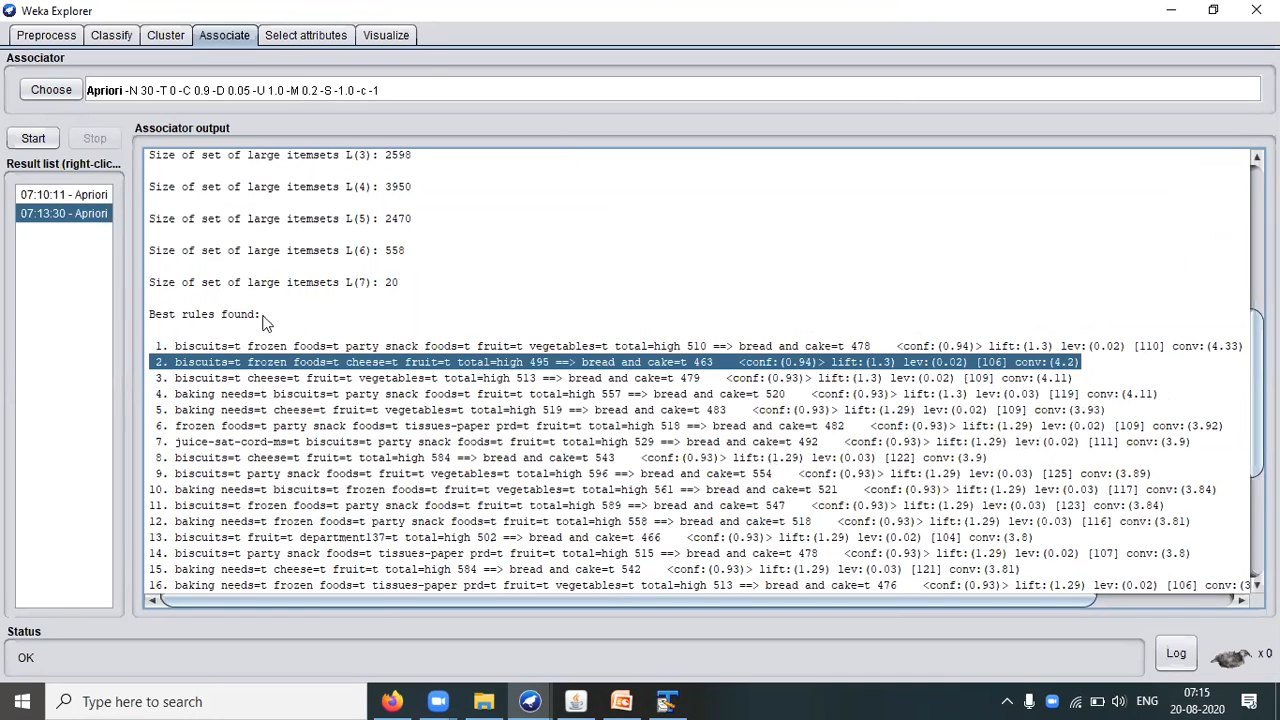 Weka Explorer
Preprocess Classify Cluster Associate Select attributes Visualize
Associator
Choose Apriori -N 30 -T 0 -C 0.9 -D 0.05 -U 1.0 -M 0.2 -S -1.0 -c -1
Start Stop
Associator output
Result list (right-clic...
07:10:11 - Apriori
07:13:30 - Apriori
Size of set of large itemsets L(3): 2598
Size of set of large itemsets L(4): 3950
Size of set of large itemsets L(5): 2470
Size of set of large itemsets L(6): 558
Size of set of large itemsets L(7): 20
Best rules found:
1. biscuits=t frozen foods=t party snack foods=t fruit=t vegetables=t total=high 510 ==> bread and cake=t 478 <conf:(0.94)> lift:(1.3) lev:(0.02) [110] conv:(4.33)
2. biscuits=t frozen foods=t cheese=t fruit=t total=high 495 ==> bread and cake=t 463 <conf:(0.94)> lift:(1.3) lev:(0.02) [106] conv:(4.2)
3. biscuits=t cheese=t fruit=t vegetables=t total=high 513 ==> bread and cake=t 479 <conf:(0.93)> lift:(1.3) lev:(0.02) [109] conv:(4.11)
4. baking needs=t biscuits=t party snack foods=t fruit=t total=high 557 ==> bread and cake=t 520 <conf:(0.93)> lift:(1.3) lev:(0.03) [119] conv:(4.11)
5. baking needs=t cheese=t fruit=t vegetables=t total=high 519 ==> bread and cake=t 483 <conf:(0.93)> lift:(1.29) lev:(0.02) [109] conv:(3.93)
6. frozen foods=t party snack foods=t tissues-paper prd=t fruit=t total=high 518 ==> bread and cake=t 482 <conf:(0.93)> lift:(1.29) lev:(0.02) [109] conv:(3.92)
7. juice-sat-cord-ms=t biscuits=t party snack foods=t fruit=t total=high 529 ==> bread and cake=t 492 <conf:(0.93)> lift:(1.29) lev:(0.02) [111] conv:(3.9)
8. biscuits=t cheese=t fruit=t total=high 584 ==> bread and cake=t 543 <conf:(0.93)> lift:(1.29) lev:(0.03) [122] conv:(3.9)
9. biscuits=t party snack foods=t fruit=t vegetables=t total=high 596 ==> bread and cake=t 554 <conf:(0.93)> lift:(1.29) lev:(0.03) [125] conv:(3.89)
10. baking needs=t biscuits=t frozen foods=t fruit=t vegetables=t total=high 561 ==> bread and cake=t 521 <conf:(0.93)> lift:(1.29) lev:(0.03) [117] conv:(3.84)
11. biscuits=t frozen foods=t party snack foods=t fruit=t total=high 589 ==> bread and cake=t 547 <conf:(0.93)> lift:(1.29) lev:(0.03) [123] conv:(3.84)
12. baking needs=t frozen foods=t party snack foods=t fruit=t total=high 558 ==> bread and cake=t 518 <conf:(0.93)> lift:(1.29) lev:(0.03) [116] conv:(3.81)
13. biscuits=t fruit=t department137=t total=high 502 ==> bread and cake=t 466 <conf:(0.93)> lift:(1.29) lev:(0.02) [104] conv:(3.8)
14. biscuits=t party snack foods=t tissues-paper prd=t fruit=t total=high 515 ==> bread and cake=t 478 <conf:(0.93)> lift:(1.29) lev:(0.02) [107] conv:(3.8)
15. baking needs=t cheese=t fruit=t total=high 584 ==> bread and cake=t 542 <conf:(0.93)> lift:(1.29) lev:(0.03) [121] conv:(3.81)
16. baking needs=t frozen foods=t tissues-paper prd=t fruit=t vegetables=t total=high 513 ==> bread and cake=t 476 <conf:(0.93)> lift:(1.29) lev:(0.02) [106] conv:(3
Status
OK
Log x 0
Type here to search
ENG
07:15
20-08-2020